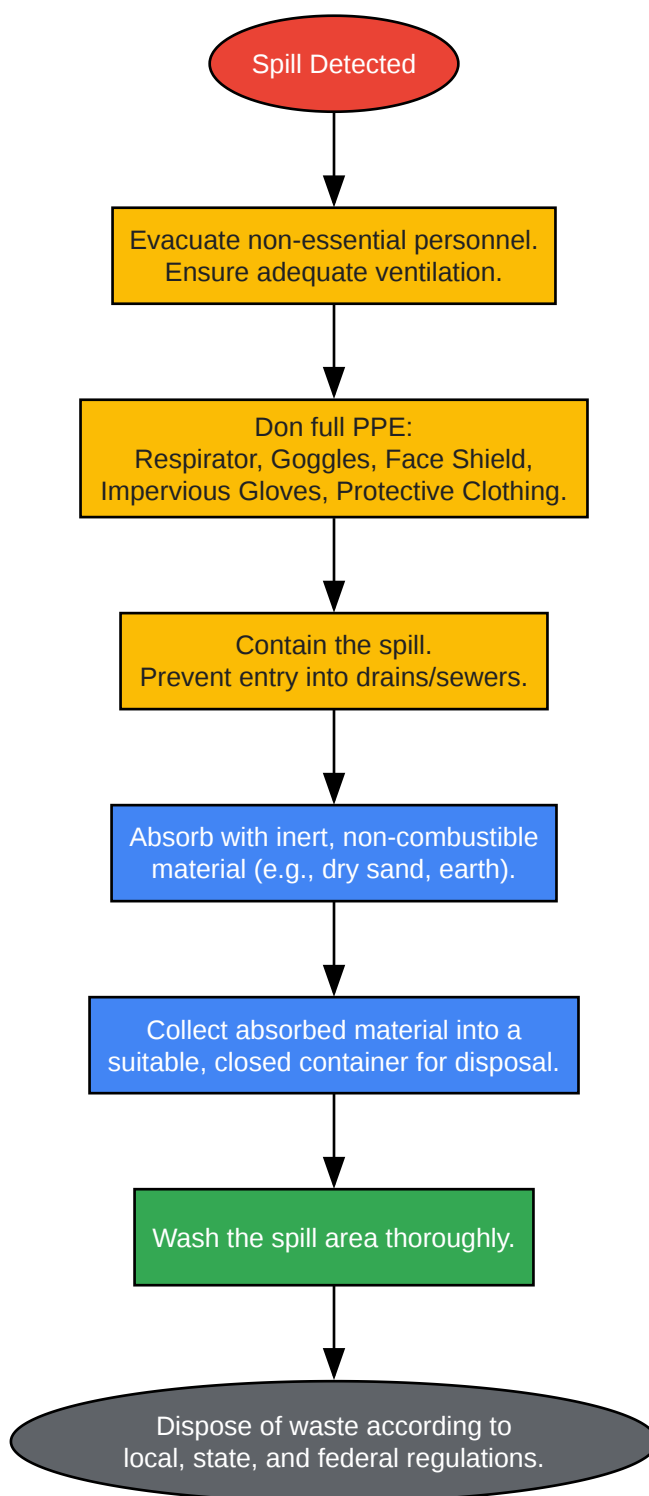 Spill Detected
Evacuate non-essential personnel.
Ensure adequate ventilation.
Don full PPE:
Respirator, Goggles, Face Shield,
Impervious Gloves, Protective Clothing.
Contain the spill.
Prevent entry into drains/sewers.
Absorb with inert, non-combustible
material (e.g., dry sand, earth).
Collect absorbed material into a
suitable, closed container for disposal.
Wash the spill area thoroughly.
Dispose of waste according to
local, state, and federal regulations.